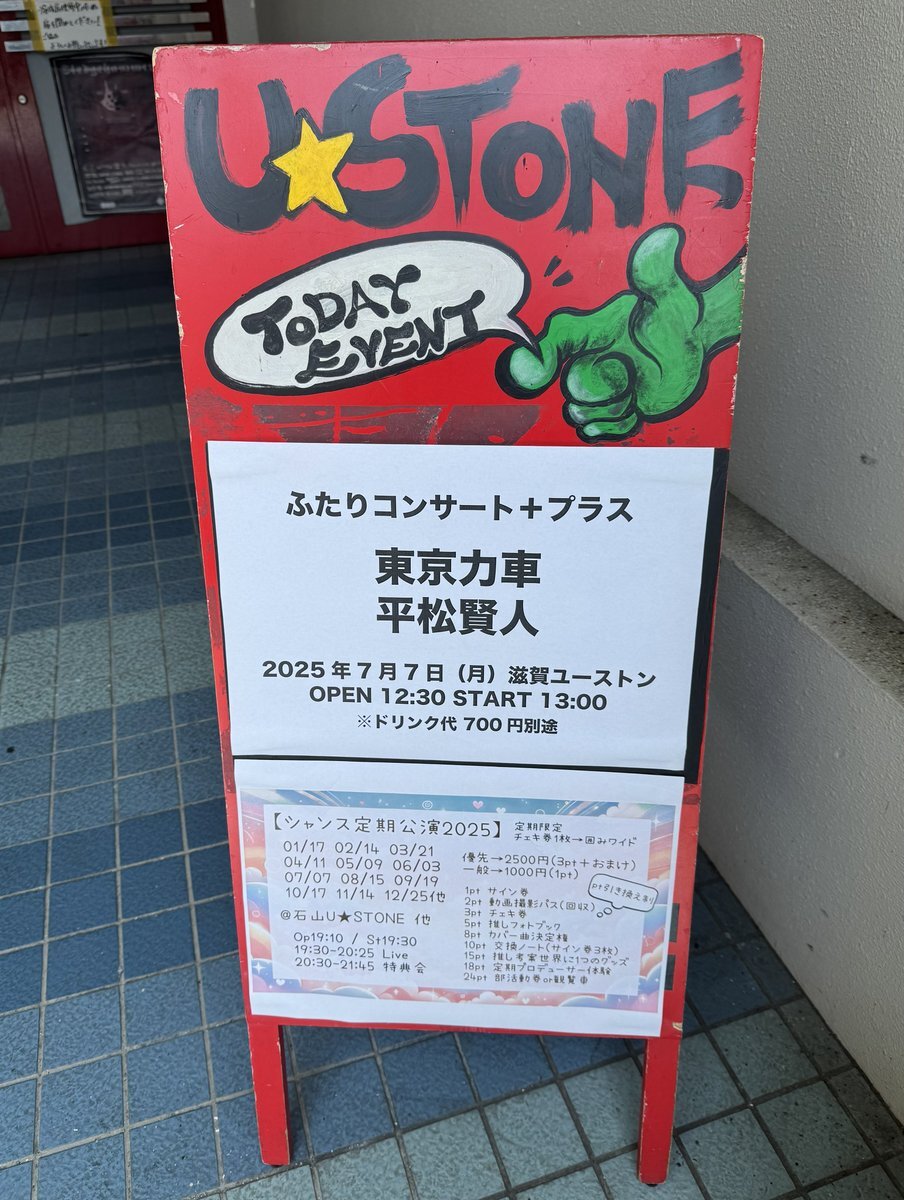 U★STONE
TODAY
EVENT
ふたりコンサート＋プラス
東京力車
平松賢人
2025年7月7日（月）滋賀ユーストン
OPEN 12:30 START 13:00
※ドリンク代 700円別途
【シャンス定期公演2025】
01/17 02/14 03/21
04/11 05/09 06/03
07/07 08/15 09/19
10/17 11/14 12/25他
@石山U★STONE 他
Op19:10 / St19:30
19:30-20:25 Live
20:30-21:45 特典会
定期限定
チェキ券1枚→囲みワイド
優先→2500円(3pt＋おまけ)
一般→1000円(1pt)
pt引き換え制
1pt サイン券
2pt 動画撮影パス(回収)
3pt チェキ券
5pt 推しフォトブック
8pt カバー曲決定権
10pt 交換ノート(サイン券3枚)
15pt 推し考案世界に1つのグッズ
18pt 定期プロデューサー体験
24pt 部活動券or観覧車